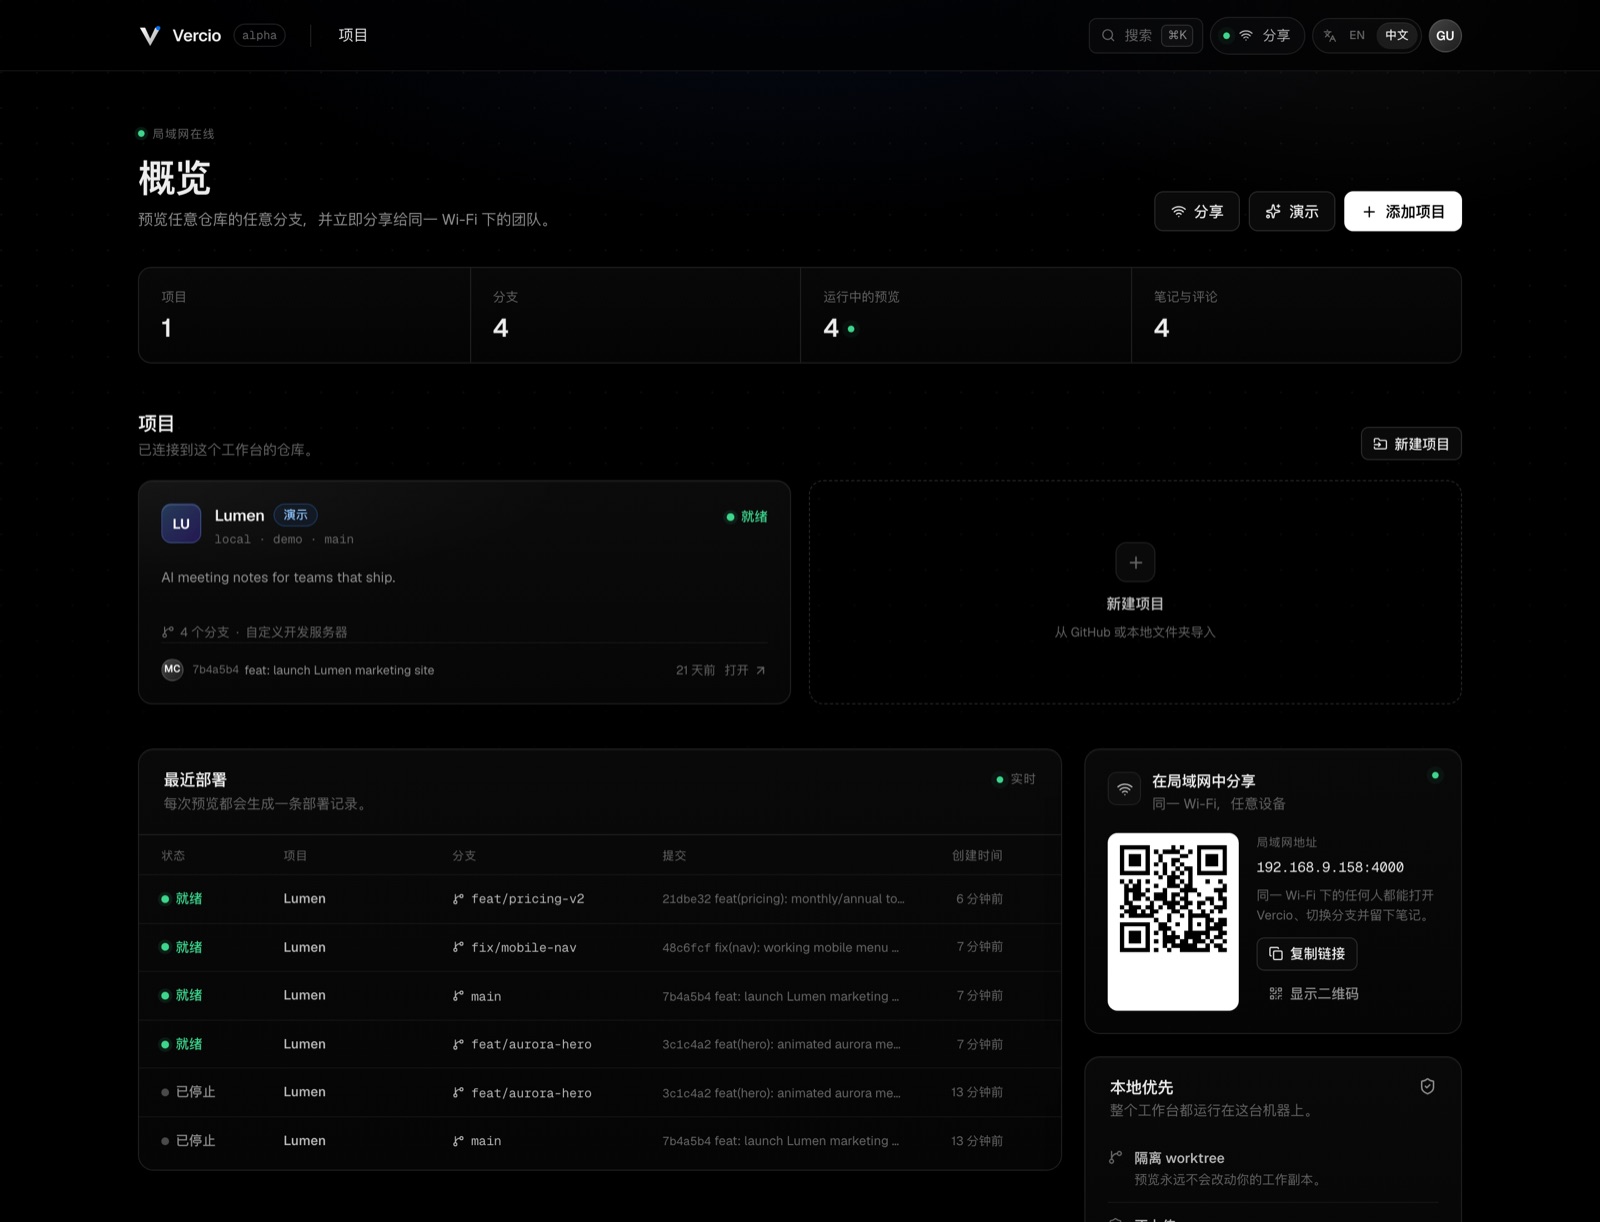 Vercio alpha 项目 搜索 ⌘K 分享 EN 中文 GU
局域网在线
概览
预览任意仓库的任意分支，并立即分享给同一 Wi-Fi 下的团队。
分享 演示 添加项目
项目 分支 运行中的预览 笔记与评论
1 4 4 4
项目
已连接到这个工作台的仓库。
新建项目
LU Lumen 演示 就绪
local · demo · main
AI meeting notes for teams that ship.
4 个分支 · 自定义开发服务器
MC 7b4a5b4 feat: launch Lumen marketing site 21 天前 打开
新建项目
从 GitHub 或本地文件夹导入
最近部署 实时
每次预览都会生成一条部署记录。
状态 项目 分支 提交 创建时间
就绪 Lumen feat/pricing-v2 21dbe32 feat(pricing): monthly/annual to… 6 分钟前
就绪 Lumen fix/mobile-nav 48c6fcf fix(nav): working mobile menu … 7 分钟前
就绪 Lumen main 7b4a5b4 feat: launch Lumen marketing … 7 分钟前
就绪 Lumen feat/aurora-hero 3c1c4a2 feat(hero): animated aurora me… 7 分钟前
已停止 Lumen feat/aurora-hero 3c1c4a2 feat(hero): animated aurora me… 13 分钟前
已停止 Lumen main 7b4a5b4 feat: launch Lumen marketing … 13 分钟前
在局域网中分享
同一 Wi-Fi，任意设备
局域网地址
192.168.9.158:4000
同一 Wi-Fi 下的任何人都能打开
Vercio、切换分支并留下笔记。
复制链接
显示二维码
本地优先
整个工作台都运行在这台机器上。
隔离 worktree
预览永远不会改动你的工作副本。